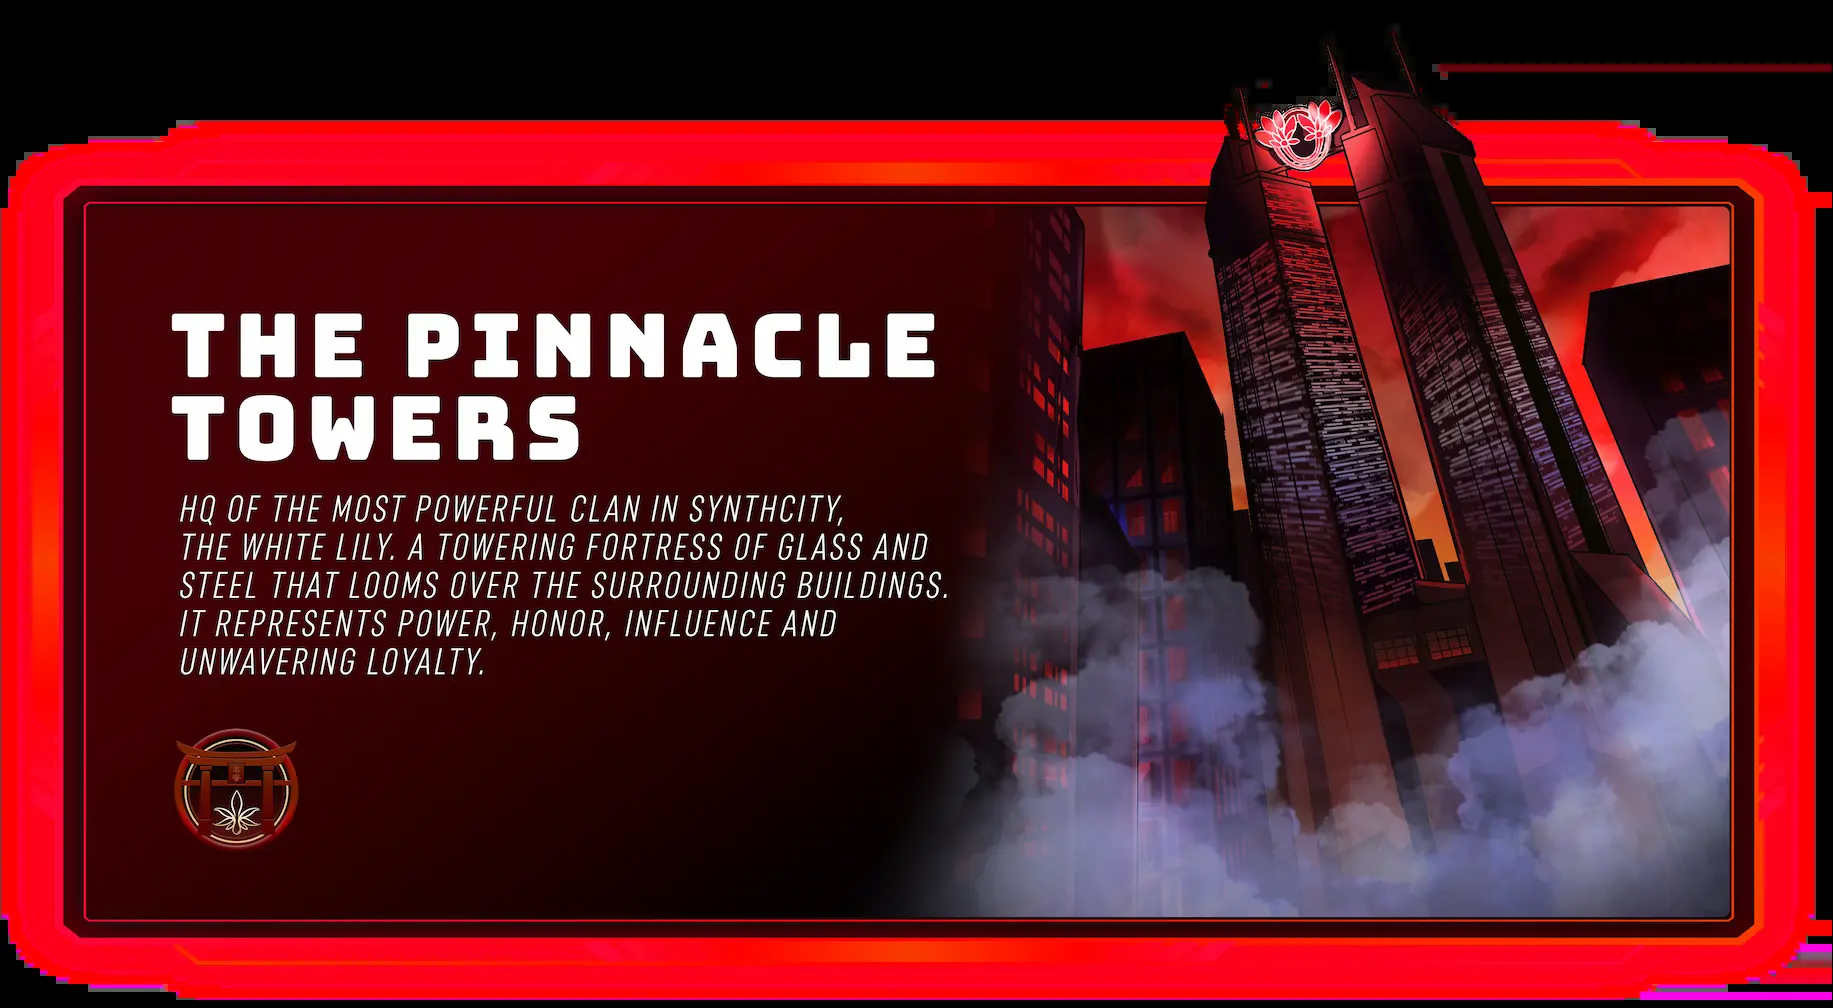 THE PINNACLE
TOWERS
HQ OF THE MOST POWERFUL CLAN IN SYNTHCITY,
THE WHITE LILY. A TOWERING FORTRESS OF GLASS AND
STEEL THAT LOOMS OVER THE SURROUNDING BUILDINGS.
IT REPRESENTS POWER, HONOR, INFLUENCE AND
UNWAVERING LOYALTY.